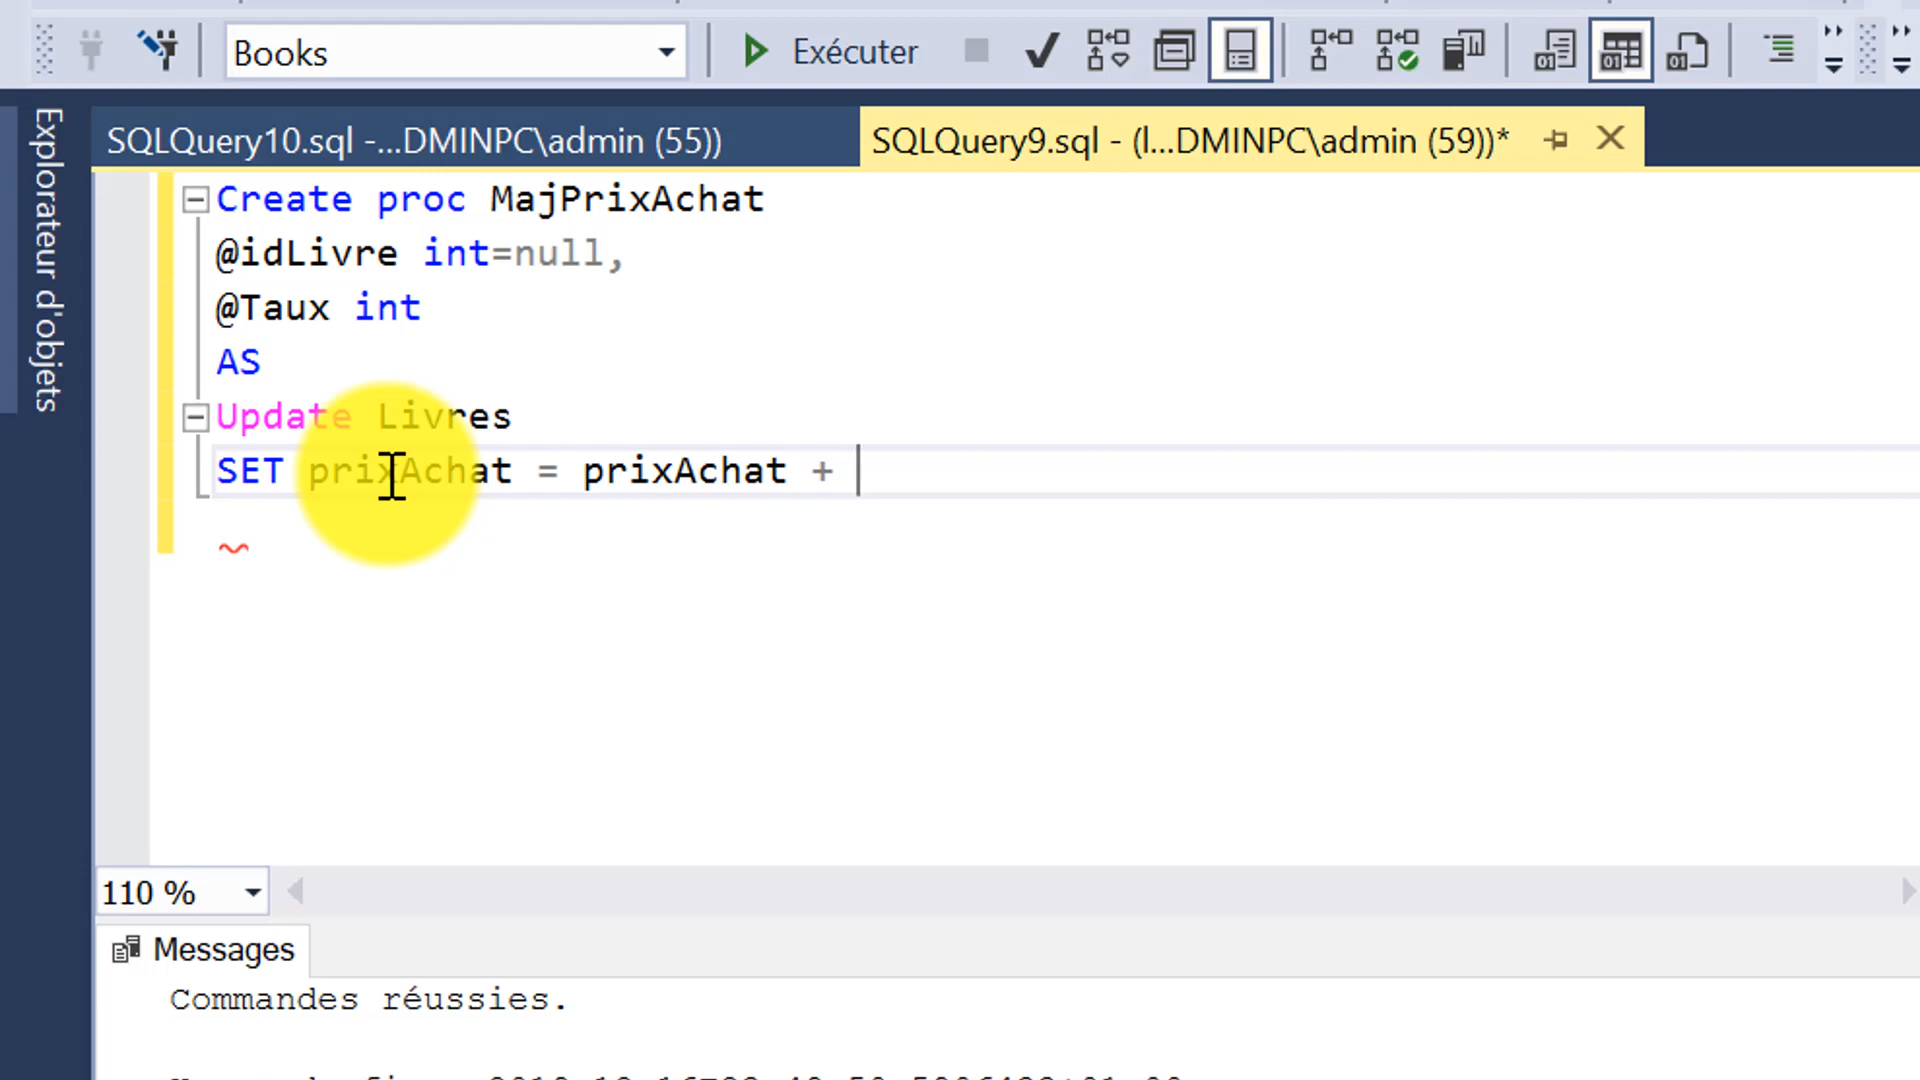 Books
Exécuter
Explorateur d'objets
SQLQuery10.sql -...DMINPC\admin (55))
SQLQuery9.sql - (l...DMINPC\admin (59))*
Create proc MajPrixAchat
@idLivre int=null,
@Taux int
AS
Update Livres
SET prixAchat = prixAchat +
110 %
Messages
Commandes réussies.